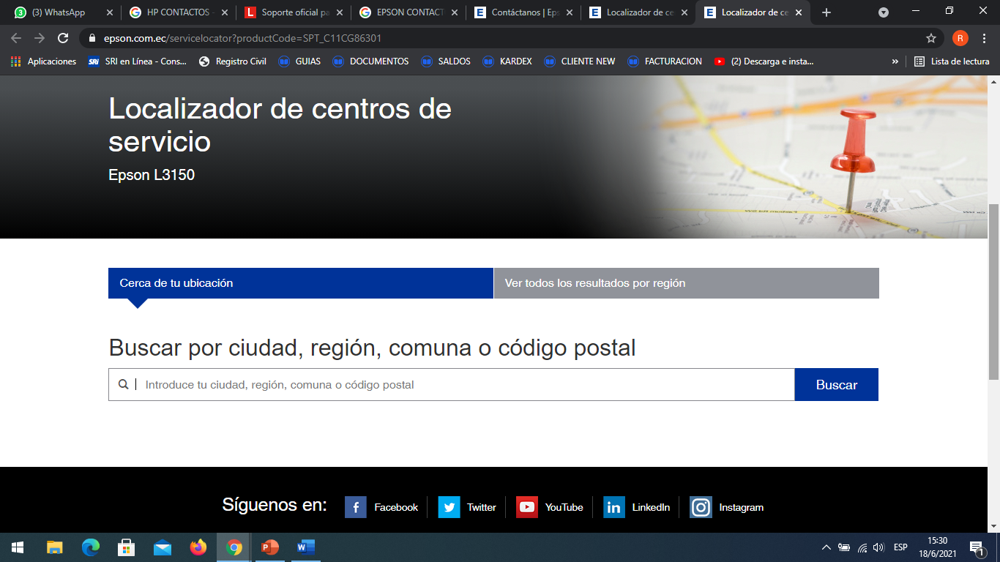 (3) WhatsApp
HP CONTACTOS -
Soporte oficial pa
EPSON CONTACT
Contáctanos | Eps
Localizador de ce
Localizador de ce
epson.com.ec/servicelocator?productCode=SPT_C11CG86301
R
Aplicaciones
SRI SRI en Línea - Cons...
Registro Civil
GUIAS
DOCUMENTOS
SALDOS
KARDEX
CLIENTE NEW
FACTURACION
(2) Descarga e insta...
»
Lista de lectura
Localizador de centros de
servicio
Epson L3150
Cerca de tu ubicación
Ver todos los resultados por región
Buscar por ciudad, región, comuna o código postal
Introduce tu ciudad, región, comuna o código postal
Buscar
Síguenos en:
Facebook
Twitter
YouTube
LinkedIn
Instagram
ESP
15:30
18/6/2021
1